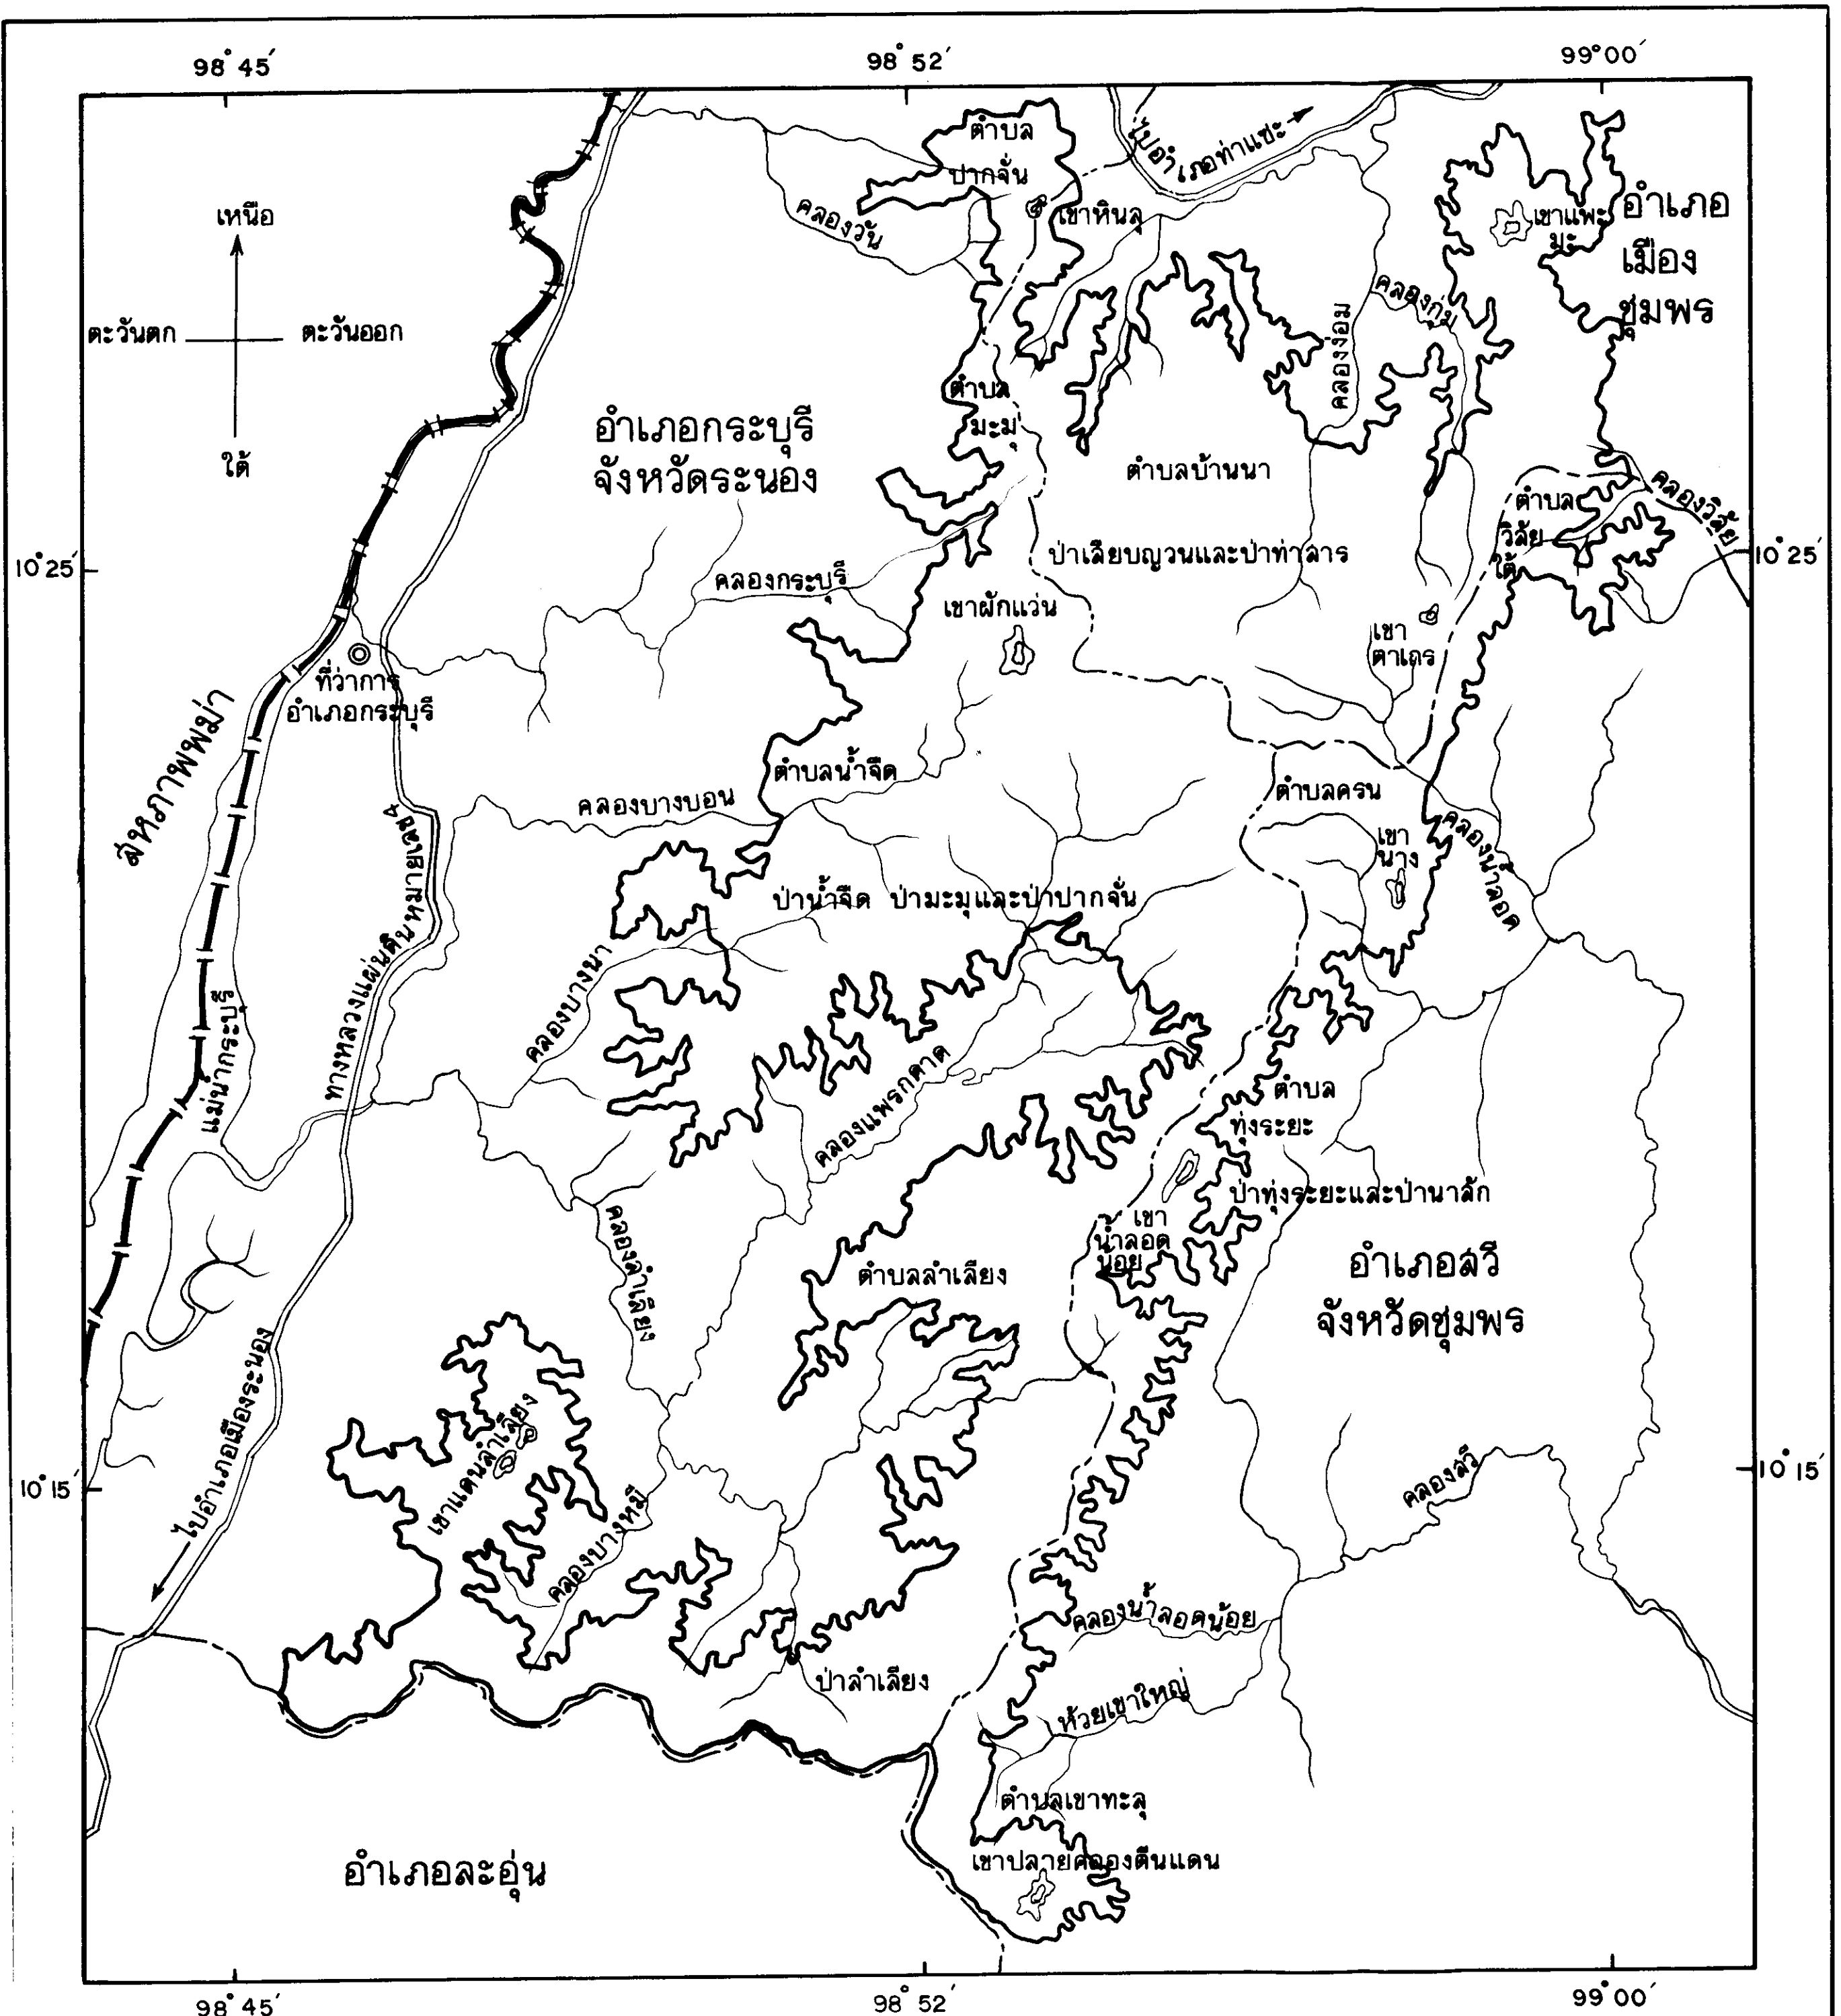 98°45′
98°52′
99°00′
เหนือ
ตะวันตก
ตะวันออก
ใต้
ตำบล
ปากจั่น
คลองวัน
เขาหินลุ
ไปอำเภอท่าแซะ
เขาแพะ
มะ
อำเภอ
เมือง
ชุมพร
คลองกุ่ม
คลองง่อม
อำเภอกระบุรี
จังหวัดระนอง
ตำบล
มะมุ
ตำบลบ้านนา
ตำบล
วิสัย
ใต้
คลองวิสัย
10°25′
10°25′
ป่าเสียบญวนและป่าท่าสาร
คลองกระบุรี
เขาผักแว่น
เขา
ตาเถร
ที่ว่าการ
อำเภอกระบุรี
สหภาพพม่า
ตำบลน้ำจืด
ตำบลครน
คลองบางบอน
เขา
นาง
คลองน้ำลอด
ทางหลวงแผ่นดินหมายเลข 4
ป่าน้ำจืด ป่ามะมุและป่าปากจั่น
คลองบางนา
แม่น้ำกระบุรี
คลองแพรกดาด
ตำบล
ทุ่งระยะ
ป่าทุ่งระยะและป่านาสัก
เขา
น้ำลอด
น้อย
คลองลำเลียง
ตำบลลำเลียง
อำเภอสวี
จังหวัดชุมพร
ไปอำเภอเมืองระนอง
เขาแดนลำเลียง
คลองบางหมี
คลองสวี
10°15′
10°15′
คลองน้ำลอดน้อย
ป่าลำเลียง
ห้วยเขาใหญ่
ตำบลเขาทะลุ
เขาปลายคลองตีนแดน
อำเภอละอุ่น
98°45′
98°52′
99°00′